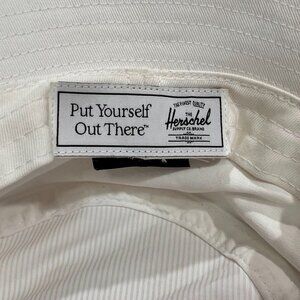 Put Yourself
Out There™
THE FINEST QUALITY
THE
Herschel
SUPPLY CO. BRAND
TRADE MARK